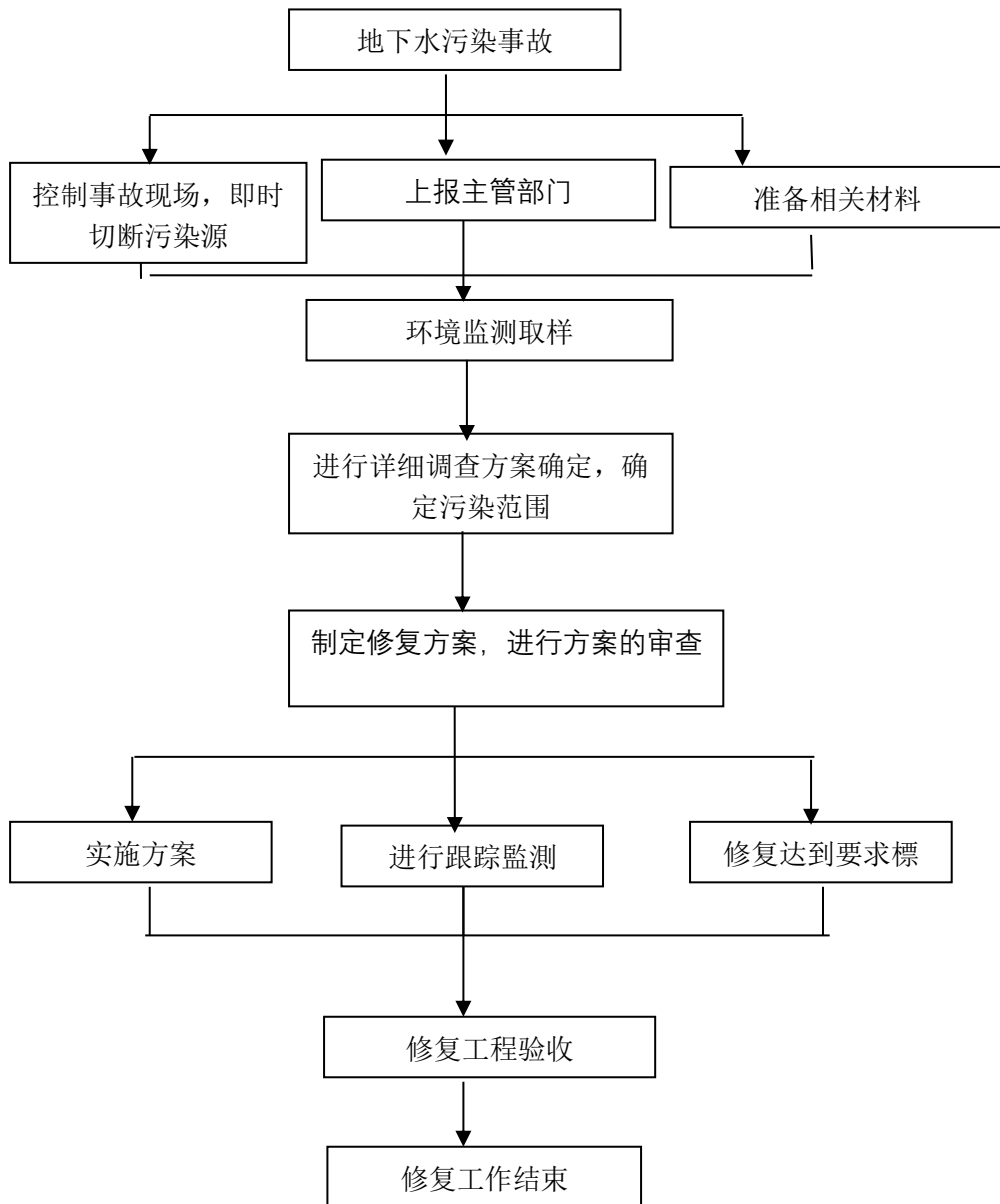 地下水污染事故
控制事故现场，即时
切断污染源
上报主管部门
准备相关材料
环境监测取样
进行详细调查方案确定，确
定污染范围
制定修复方案，进行方案的审查
实施方案
进行跟踪監測
修复达到要求標
修复工程验收
修复工作结束